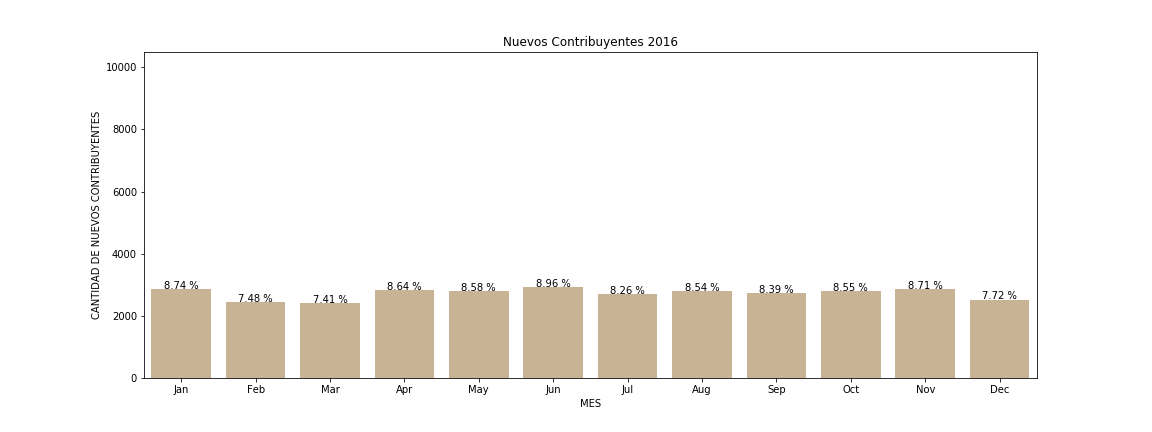 Nuevos Contribuyentes 2016
CANTIDAD DE NUEVOS CONTRIBUYENTES
10000
8000
6000
4000
2000
0
8.74 %
7.48 %
7.41 %
8.64 %
8.58 %
8.96 %
8.26 %
8.54 %
8.39 %
8.55 %
8.71 %
7.72 %
Jan
Feb
Mar
Apr
May
Jun
Jul
Aug
Sep
Oct
Nov
Dec
MES